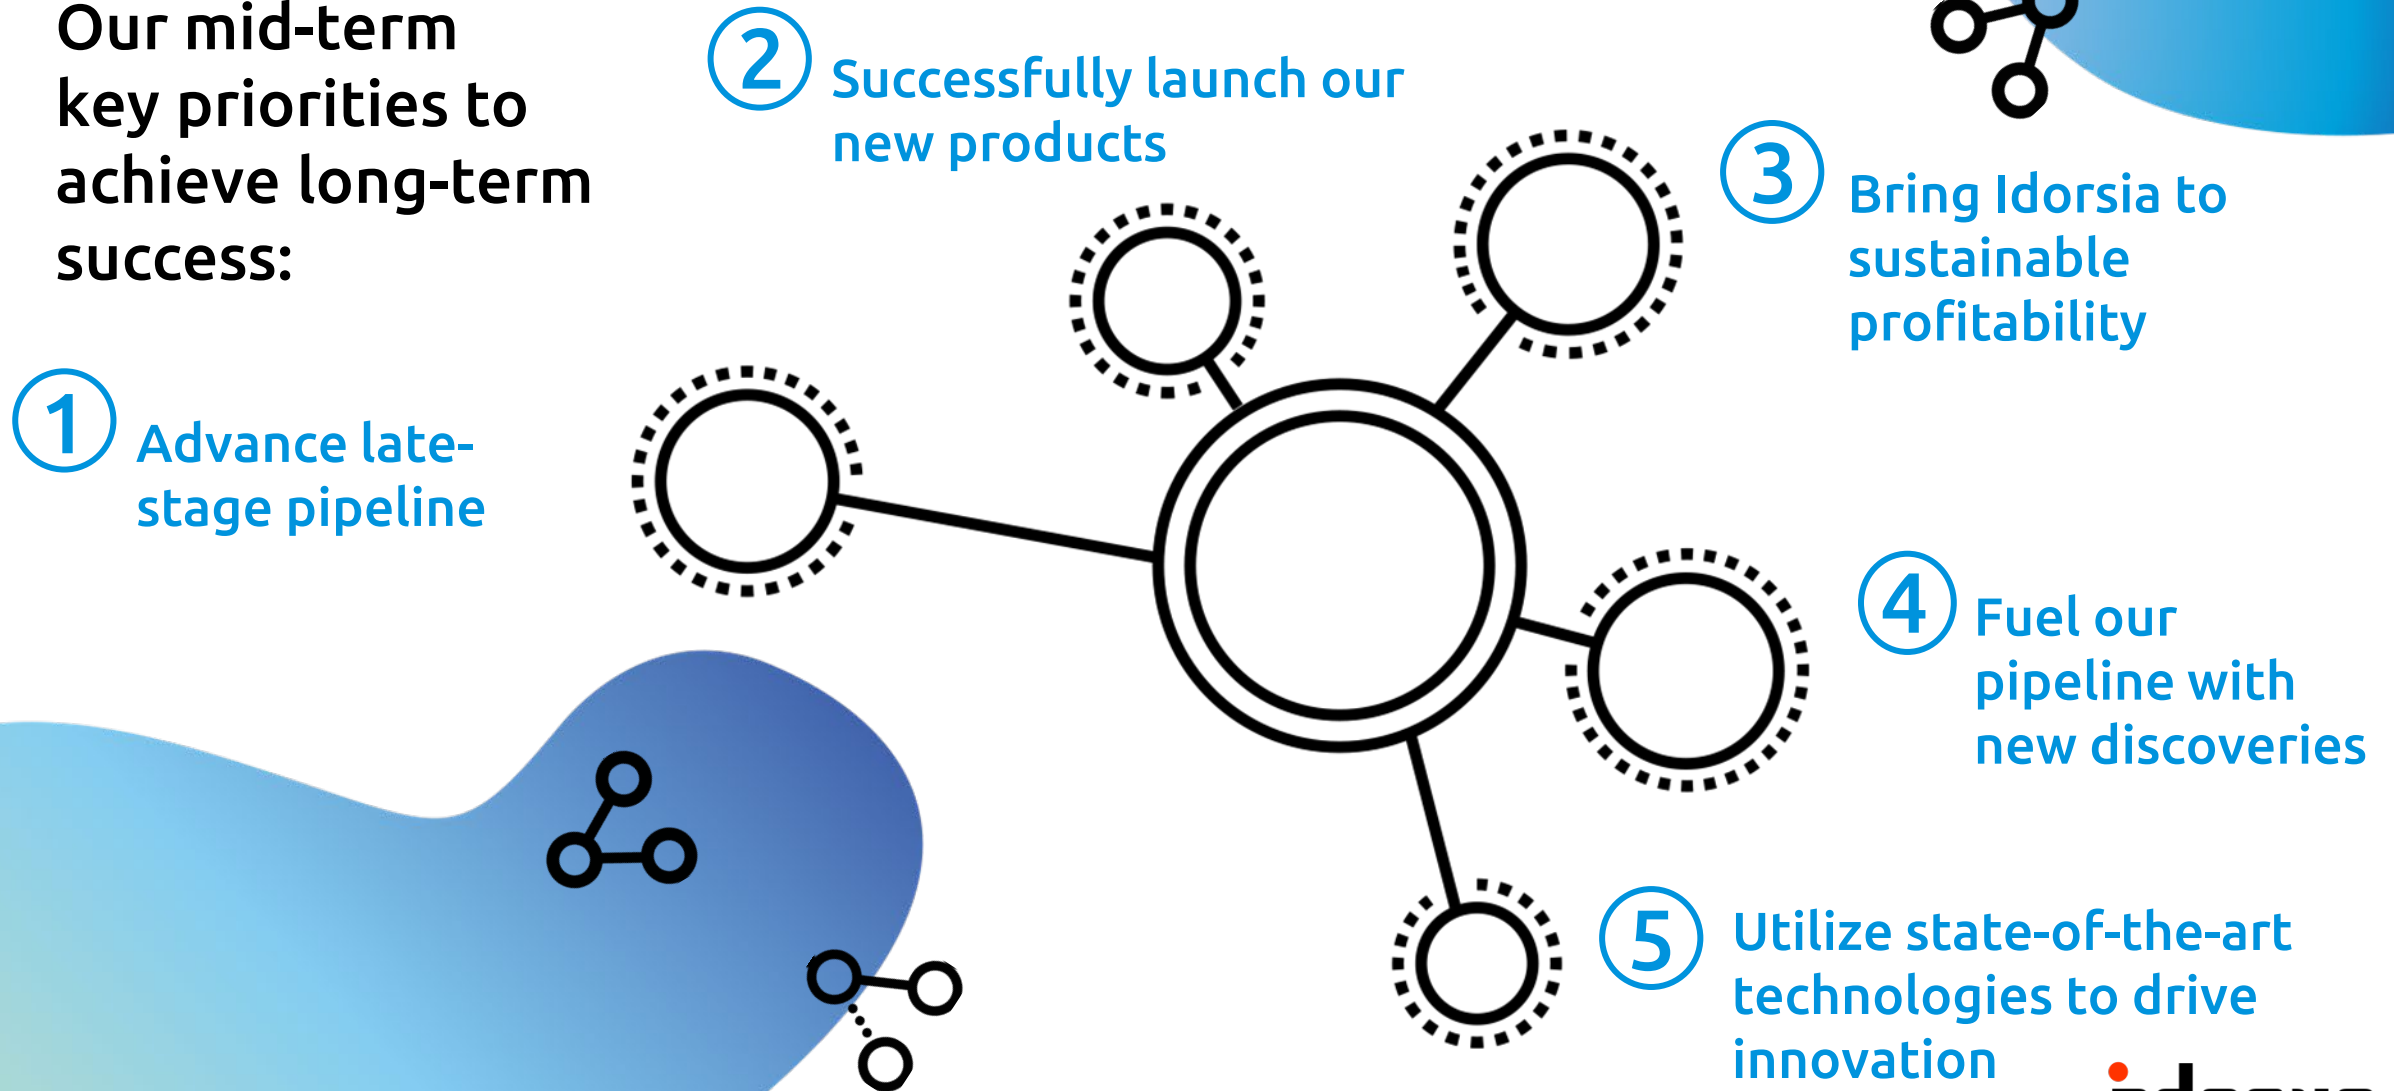 Our mid-term
key priorities to
achieve long-term
success:
1
Advance late-
stage pipeline
2
Successfully launch our
new products
3
Bring Idorsia to
sustainable
profitability
4
Fuel our
pipeline with
new discoveries
5
Utilize state-of-the-art
technologies to drive
innovation